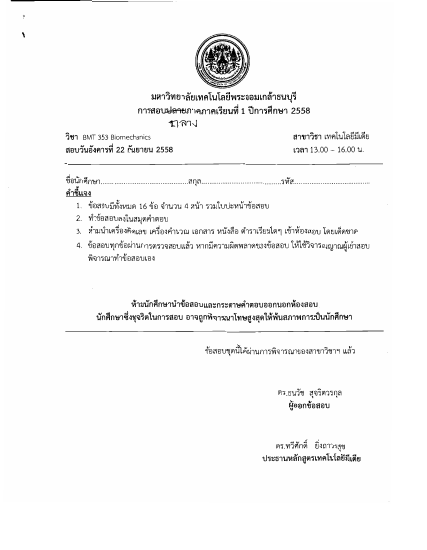 มหาวิทยาลัยเทคโนโลยีพระจอมเกล้าธนบุรี
การสอบปลายภาคภาคเรียนที่ 1 ปีการศึกษา 2558
กลาง
วิชา BMT 353 Biomechanics สาขาวิชา เทคโนโลยีมีเดีย
สอบวันอังคารที่ 22 กันยายน 2558 เวลา 13.00 – 16.00 น.
ชื่อนักศึกษา.................................สกุล..............................รหัส............................
คำชี้แจง
1. ข้อสอบมีทั้งหมด 16 ข้อ จำนวน 4 หน้า รวมใบปะหน้าข้อสอบ
2. ทำข้อสอบลงในสมุดคำตอบ
3. ห้ามนำเครื่องคิดเลข เครื่องคำนวณ เอกสาร หนังสือ ตำราเรียนใดๆ เข้าห้องสอบ โดยเด็ดขาด
4. ข้อสอบทุกข้อผ่านการตรวจสอบแล้ว หากมีความผิดพลาดของข้อสอบ ให้ใช้วิจารณญาณผู้เข้าสอบ
พิจารณาทำข้อสอบเอง
ห้ามนักศึกษานำข้อสอบและกระดาษคำตอบออกนอกห้องสอบ
นักศึกษาซึ่งทุจริตในการสอบ อาจถูกพิจารณาโทษสูงสุดให้พ้นสภาพการเป็นนักศึกษา
ข้อสอบชุดนี้ได้ผ่านการพิจารณาของสาขาวิชาฯ แล้ว
ดร.ธนวัช สุจริตวรกุล
ผู้ออกข้อสอบ
ดร.ทวีศักดิ์ ยิ่งถาวรสุข
ประธานหลักสูตรเทคโนโลยีมีเดีย